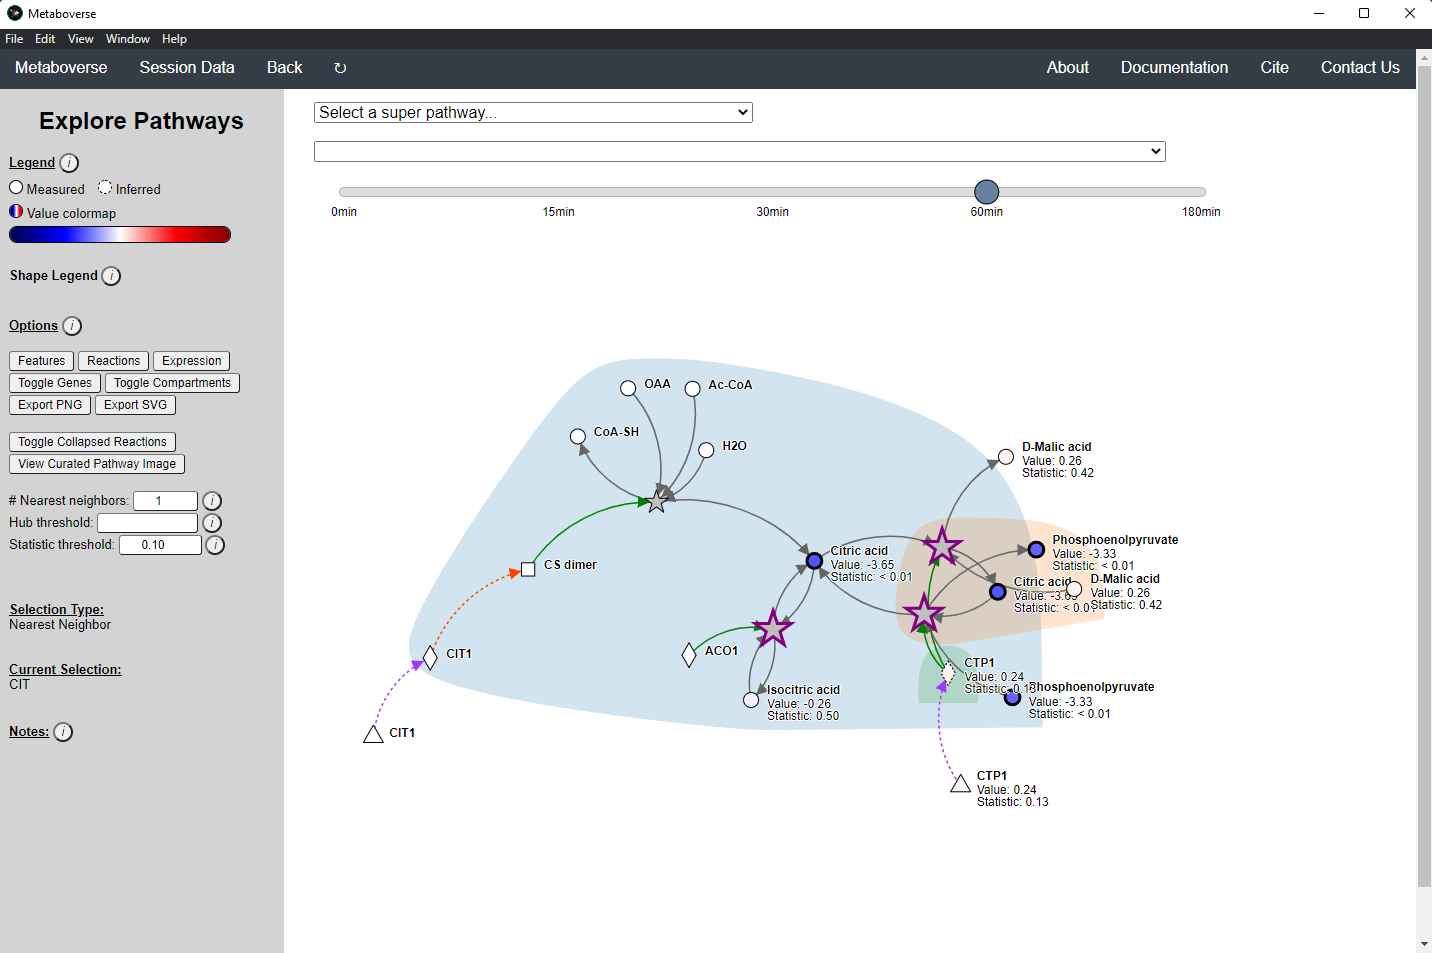 Metaboverse
File Edit View Window Help
Metaboverse Session Data Back ↻ About Documentation Cite Contact Us
Explore Pathways
Legend i
Measured Inferred
Value colormap
Shape Legend i
Options i
Features Reactions Expression
Toggle Genes Toggle Compartments
Export PNG Export SVG
Toggle Collapsed Reactions
View Curated Pathway Image
# Nearest neighbors: 1 i
Hub threshold: i
Statistic threshold: 0.10 i
Selection Type:
Nearest Neighbor
Current Selection:
CIT
Notes: i
Select a super pathway...
0min 15min 30min 60min 180min
OAA
Ac-CoA
CoA-SH
H2O
D-Malic acid
Value: 0.26
Statistic: 0.42
CS dimer
Citric acid
Value: -3.65
Statistic: < 0.01
Phosphoenolpyruvate
Value: -3.33
Statistic: < 0.01
Citric acid
Value: -3.65
Statistic: < 0.0
D-Malic acid
Value: 0.26
Statistic: 0.42
CIT1
ACO1
CTP1
Value: 0.24
Statistic: 0.13
Isocitric acid
Value: -0.26
Statistic: 0.50
Phosphoenolpyruvate
Value: -3.33
Statistic: < 0.01
CIT1
CTP1
Value: 0.24
Statistic: 0.13